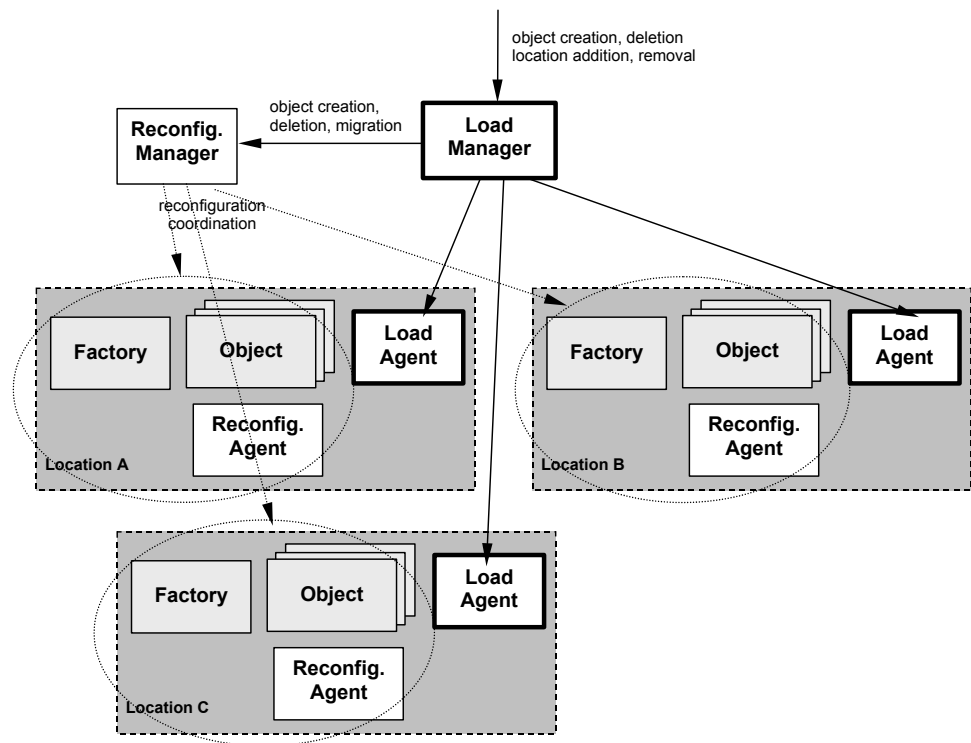 object creation, deletion
location addition, removal
object creation,
deletion, migration
Reconfig.
Manager
Load
Manager
reconfiguration
coordination
Factory
Object
Load
Agent
Reconfig.
Agent
Location A
Factory
Object
Load
Agent
Reconfig.
Agent
Location B
Factory
Object
Load
Agent
Reconfig.
Agent
Location C